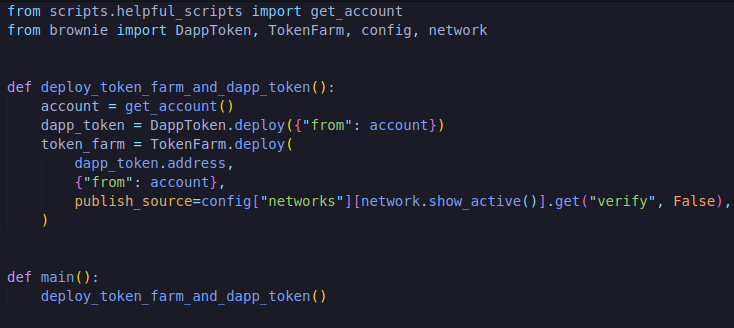 from scripts.helpful_scripts import get_account
from brownie import DappToken, TokenFarm, config, network
def deploy_token_farm_and_dapp_token():
    account = get_account()
    dapp_token = DappToken.deploy({"from": account})
    token_farm = TokenFarm.deploy(
        dapp_token.address,
        {"from": account},
        publish_source=config["networks"][network.show_active()].get("verify", False),
    )
def main():
    deploy_token_farm_and_dapp_token()